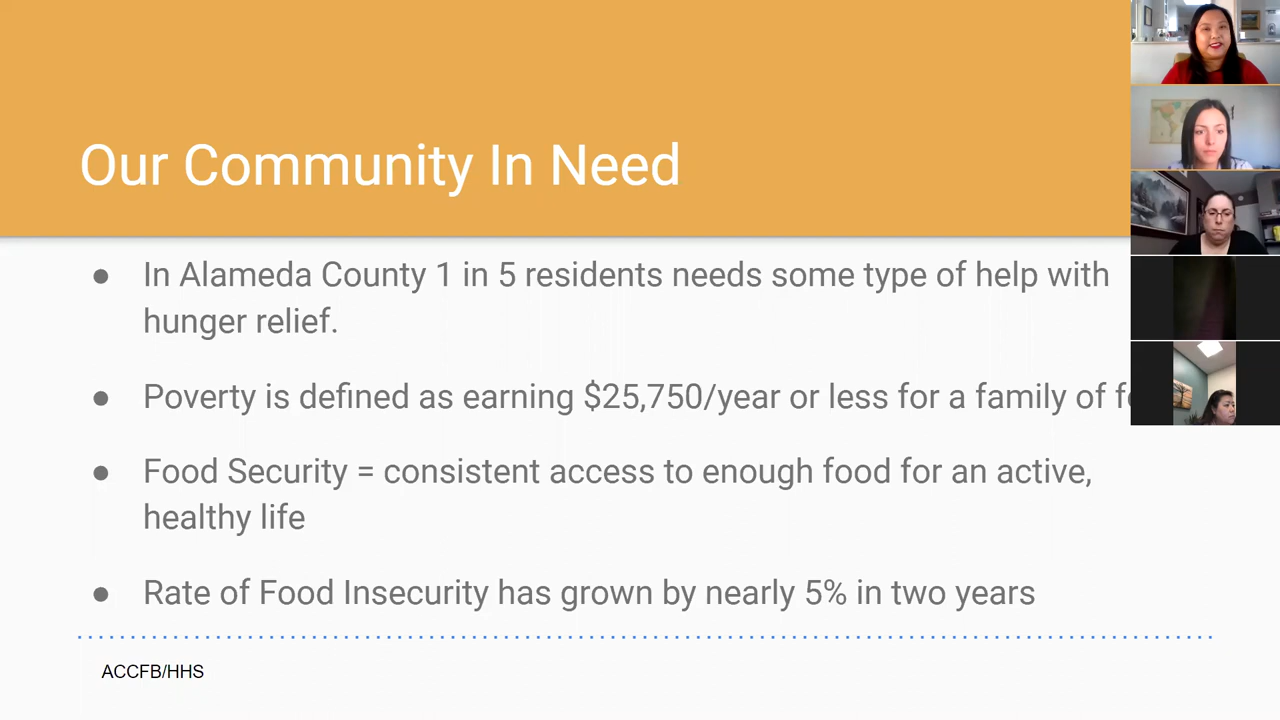 Our Community In Need
● In Alameda County 1 in 5 residents needs some type of help with
hunger relief.
● Poverty is defined as earning $25,750/year or less for a family of
● Food Security = consistent access to enough food for an active,
healthy life
● Rate of Food Insecurity has grown by nearly 5% in two years
ACCFB/HHS